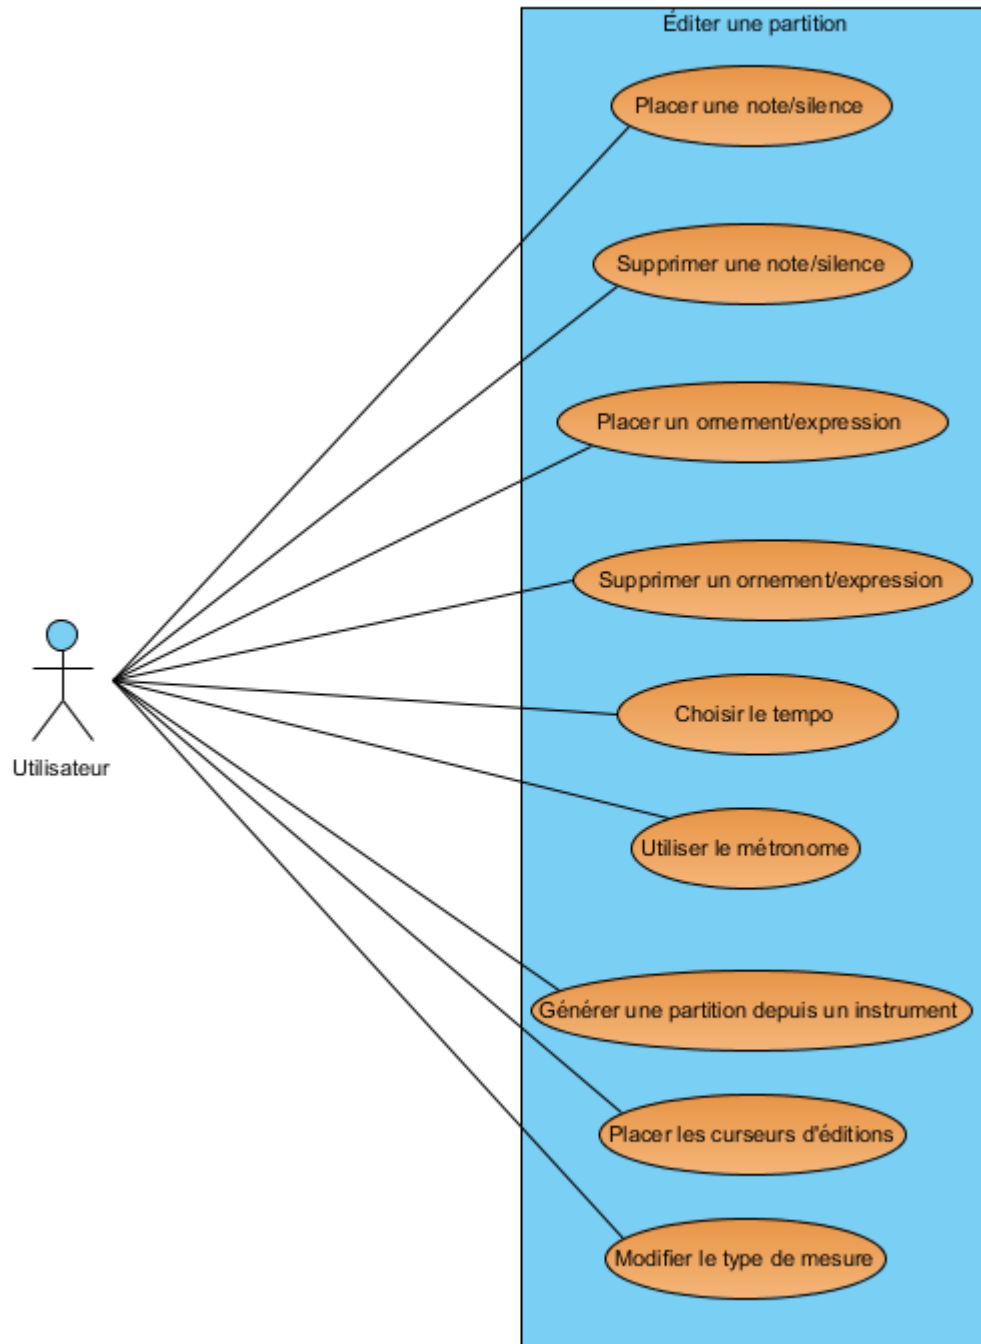 Éditer une partition
Placer une note/silence
Supprimer une note/silence
Placer un ornement/expression
Supprimer un ornement/expression
Choisir le tempo
Utilisateur
Utiliser le métronome
Générer une partition depuis un instrument
Placer les curseurs d'éditions
Modifier le type de mesure